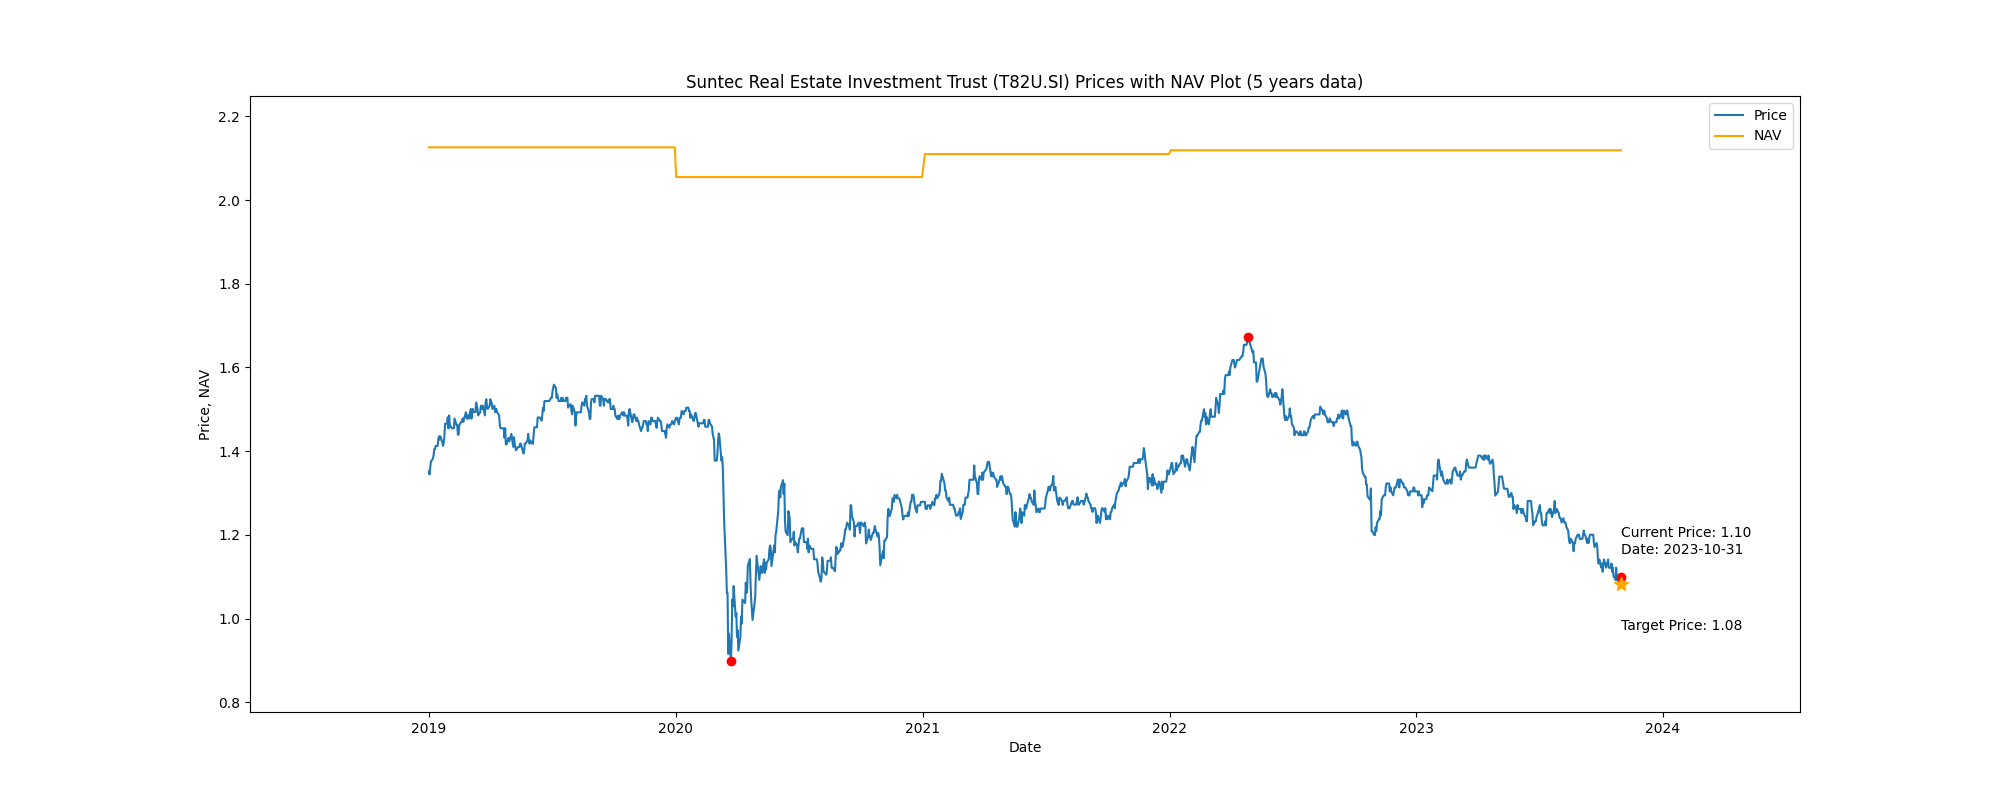 Suntec Real Estate Investment Trust (T82U.SI) Prices with NAV Plot (5 years data)
Price
NAV
2.2
2.0
1.8
1.6
1.4
1.2
1.0
0.8
Price, NAV
Current Price: 1.10
Date: 2023-10-31
Target Price: 1.08
2019
2020
2021
2022
2023
2024
Date